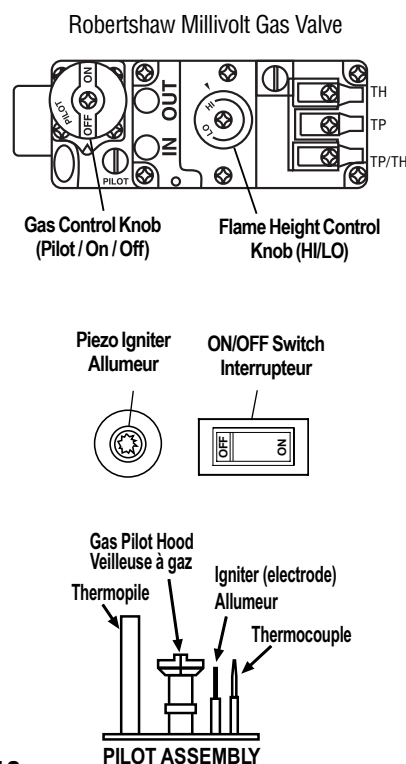 Robertshaw Millivolt Gas Valve
ON
PILOT
OFF
OUT
IN
PILOT
HI
LO
TH
TP
TP/TH
Gas Control Knob
(Pilot / On / Off)
Flame Height Control
Knob (HI/LO)
Piezo Igniter
Allumeur
ON/OFF Switch
Interrupteur
OFF
ON
Gas Pilot Hood
Veilleuse à gaz
Thermopile
Igniter (electrode)
Allumeur
Thermocouple
PILOT ASSEMBLY